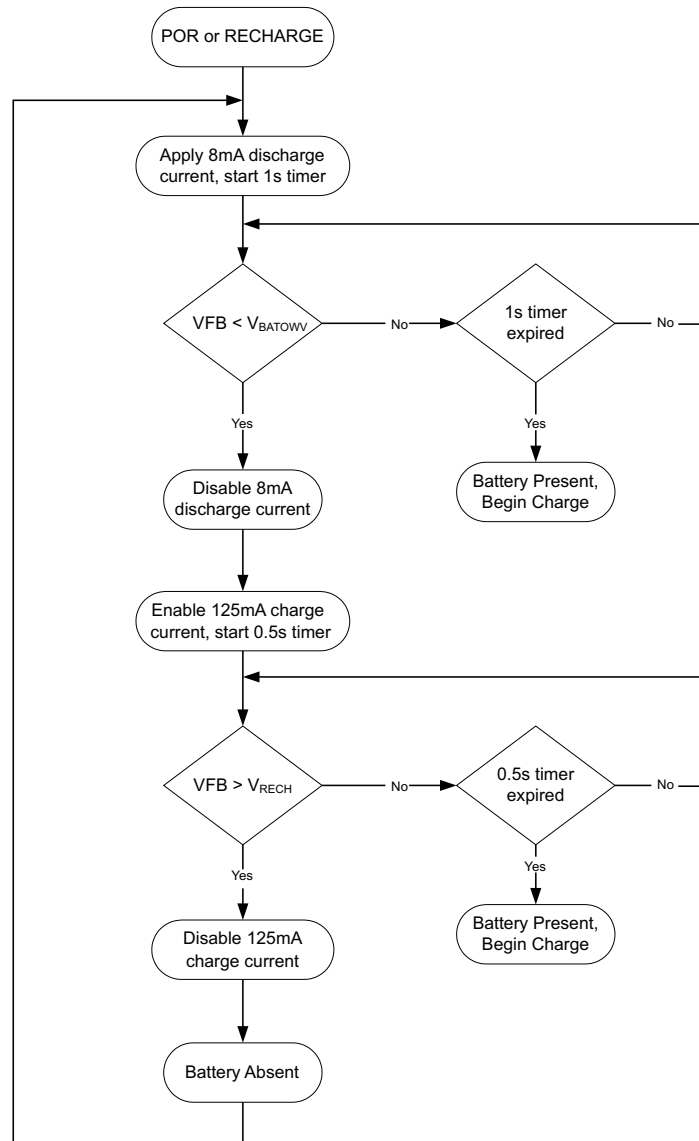 POR or RECHARGE
Apply 8mA discharge
current, start 1s timer
VFB < VBATOWV
No
1s timer
expired
No
Yes
Yes
Disable 8mA
discharge current
Battery Present,
Begin Charge
Enable 125mA charge
current, start 0.5s timer
VFB > VRECH
No
0.5s timer
expired
No
Yes
Yes
Disable 125mA
charge current
Battery Present,
Begin Charge
Battery Absent